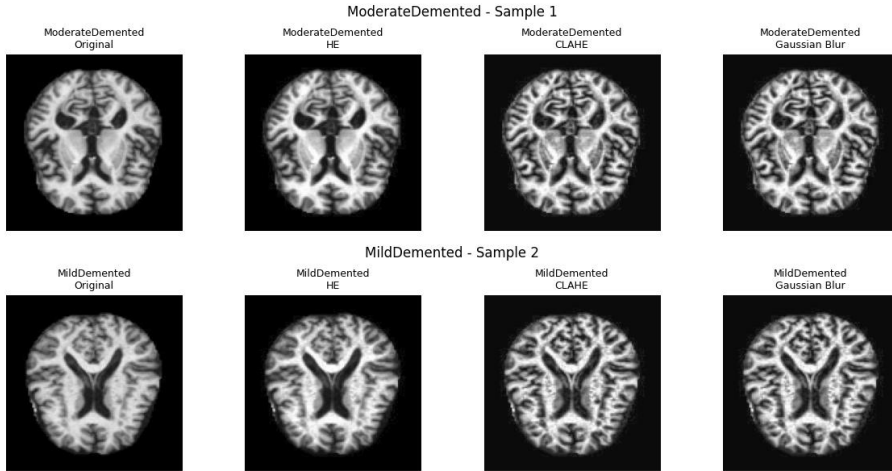 ModerateDemented - Sample 1
ModerateDemented
Original
ModerateDemented
HE
ModerateDemented
CLAHE
ModerateDemented
Gaussian Blur
MildDemented - Sample 2
MildDemented
Original
MildDemented
HE
MildDemented
CLAHE
MildDemented
Gaussian Blur